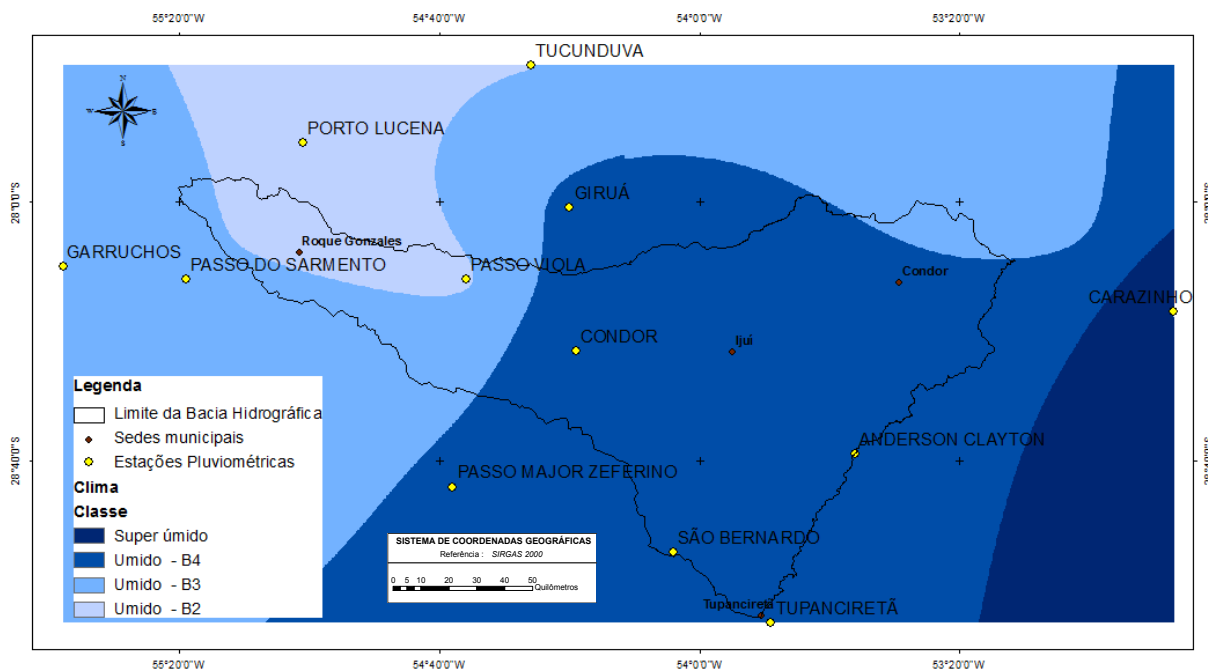 55°20'0"W 54°40'0"W 54°0'0"W 53°20'0"W
TUCUNDUVA
N
W E
S
PORTO LUCENA
28°0'0"S
GIRUÁ
Roque Gonzales
GARRUCHOS
PASSO DO SARMENTO
PASSO VIOLA
Condor
CARAZINHO
CONDOR
Ijuí
Legenda
Limite da Bacia Hidrográfica
Sedes municipais
Estações Pluviométricas
Clima
Classe
Super úmido
Umido - B4
Umido - B3
Umido - B2
ANDERSON CLAYTON
28°40'0"S
PASSO MAJOR ZEFERINO
SÃO BERNARDO
SISTEMA DE COORDENADAS GEOGRÁFICAS
Referência : SIRGAS 2000
0 5 10 20 30 40 50
Quilômetros
Tupanciretã
TUPANCIRETÃ
55°20'0"W 54°40'0"W 54°0'0"W 53°20'0"W